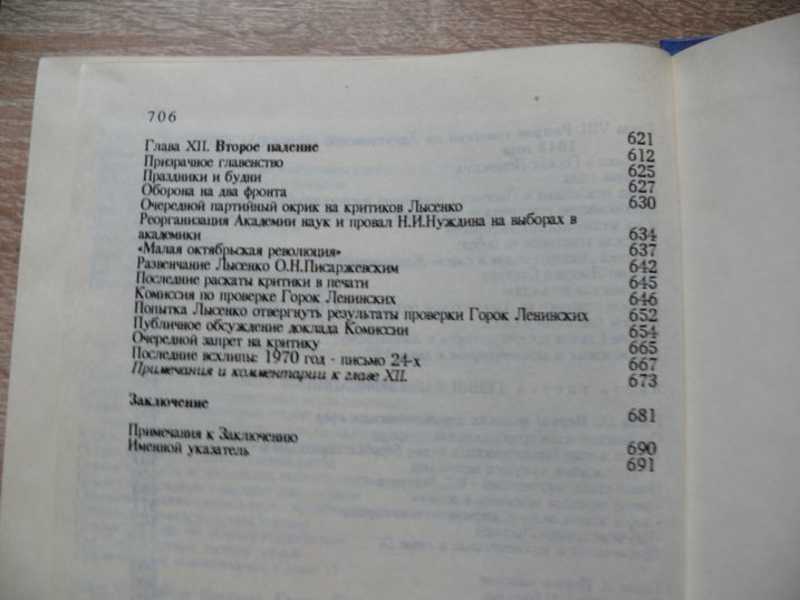 706
Глава XII. Второе падение 621
Призрачное главенство 612
Праздники и будни 625
Оборона на два фронта 627
Очередной партийный окрик на критиков Лысенко 630
Реорганизация Академии наук и провал Н.И.Нуждина на выборах в
академики 634
«Малая октябрьская революция» 637
Развенчание Лысенко О.Н.Писаржевским 642
Последние раскаты критики в печати 645
Комиссия по проверке Горок Ленинских 646
Попытка Лысенко отвергнуть результаты проверки Горок Ленинских 652
Публичное обсуждение доклада Комиссии 654
Очередной запрет на критику 665
Последние всхлипы: 1970 год - письмо 24-х 667
Примечания и комментарии к главе XII. 673
Заключение 681
Примечания к Заключению 690
Именной указатель 691